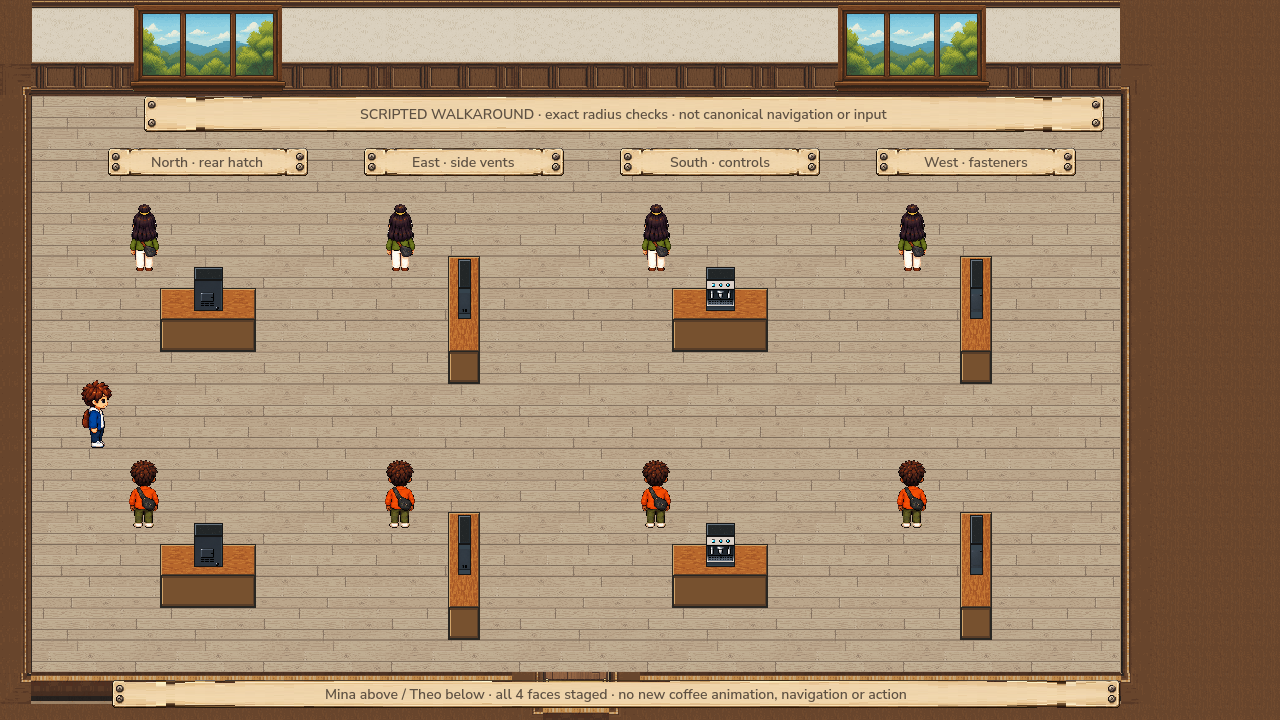 SCRIPTED WALKAROUND · exact radius checks · not canonical navigation or input
North · rear hatch
East · side vents
South · controls
West · fasteners
Mina above / Theo below · all 4 faces staged · no new coffee animation, navigation or action